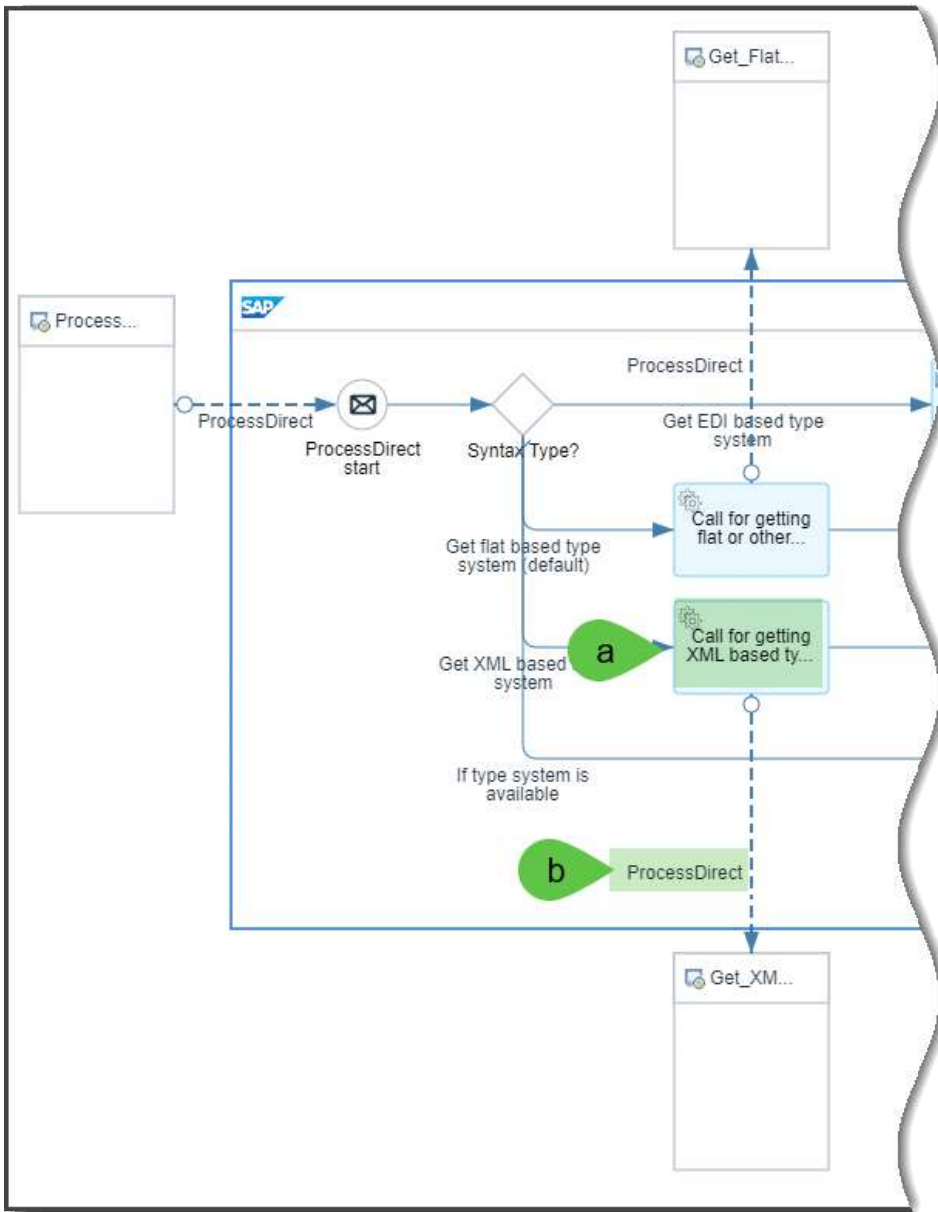 Get_Flat...
SAP
Process...
ProcessDirect
ProcessDirect
ProcessDirect
start
Syntax Type?
Get EDI based type
system
Get flat based type
system (default)
Call for getting
flat or other...
a
Call for getting
XML based ty...
Get XML based
system
If type system is
available
b
ProcessDirect
Get_XM...